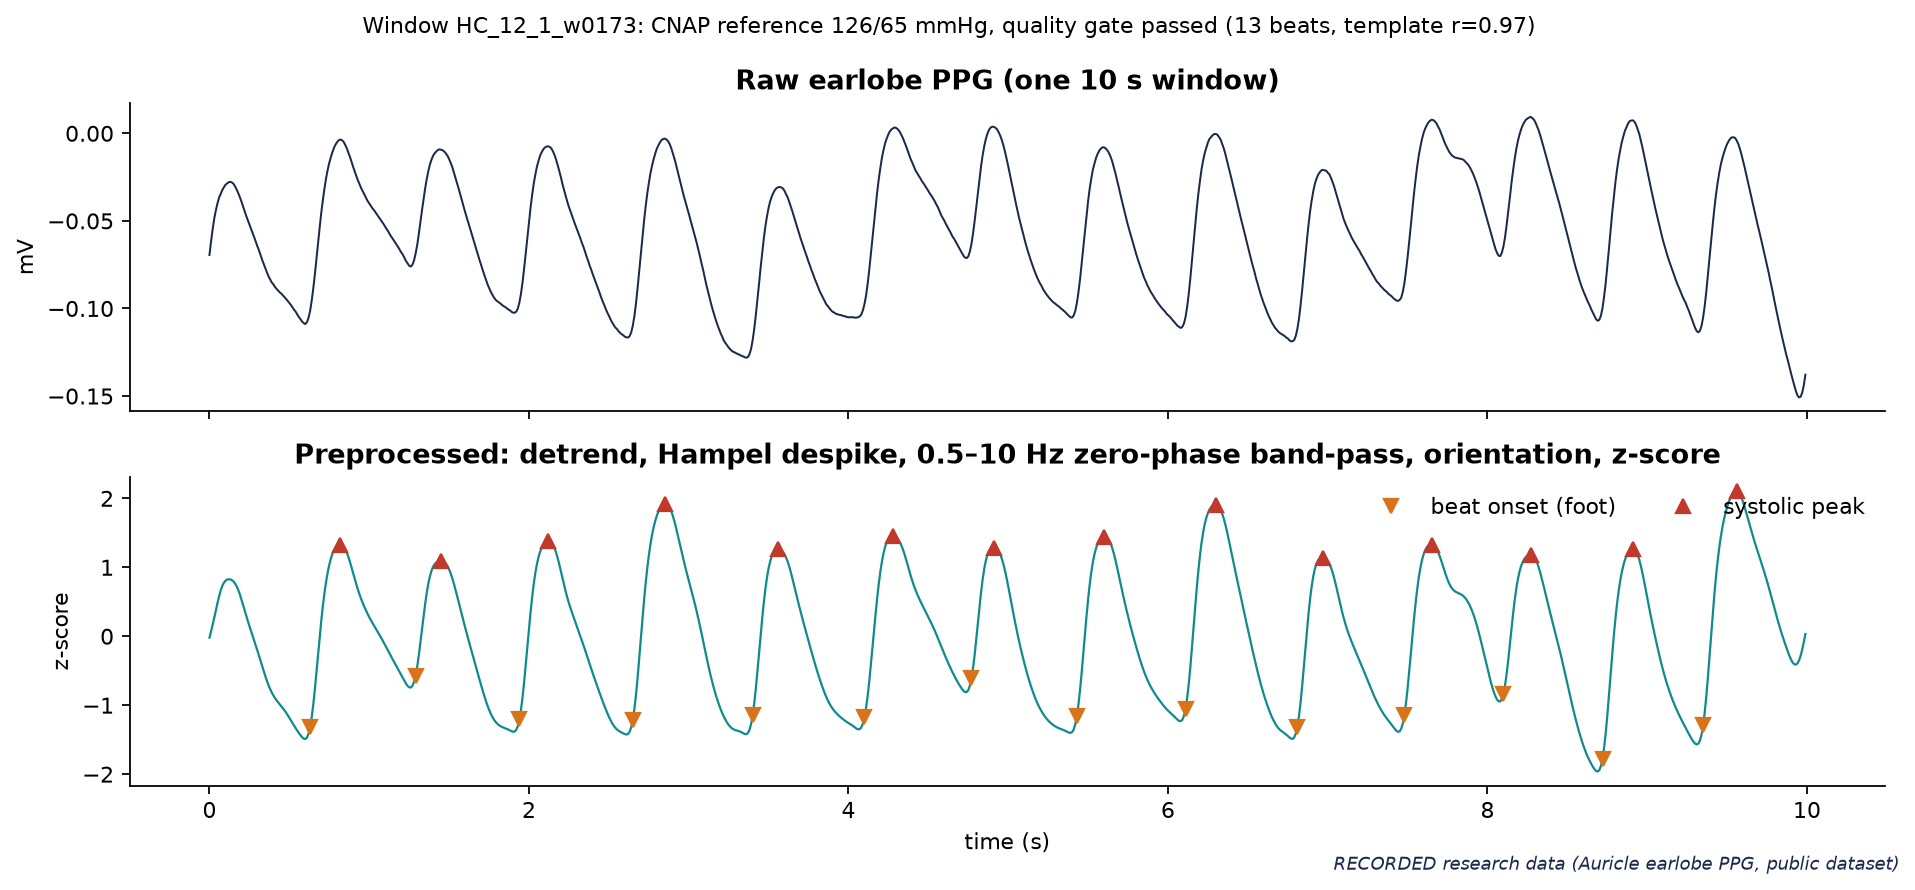 Window HC_12_1_w0173: CNAP reference 126/65 mmHg, quality gate passed (13 beats, template r=0.97)
Raw earlobe PPG (one 10 s window)
0.00
−0.05
−0.10
−0.15
mV
Preprocessed: detrend, Hampel despike, 0.5–10 Hz zero-phase band-pass, orientation, z-score
beat onset (foot) systolic peak
2
1
0
−1
−2
z-score
0 2 4 6 8 10
time (s)
RECORDED research data (Auricle earlobe PPG, public dataset)